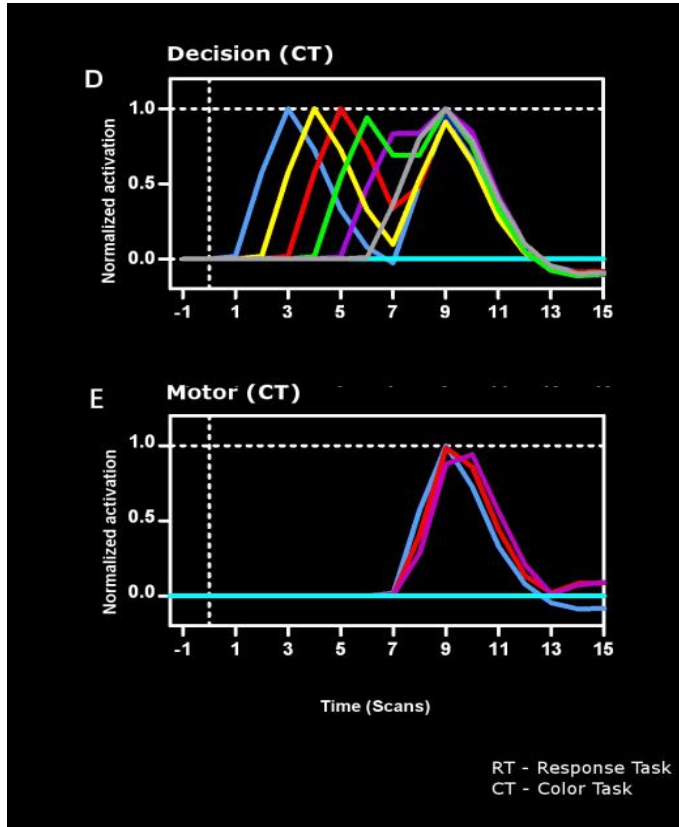 Decision (CT)
D
1.0
0.5
0.0
Normalized activation
-1 1 3 5 7 9 11 13 15
Motor (CT)
E
1.0
0.5
0.0
Normalized activation
-1 1 3 5 7 9 11 13 15
Time (Scans)
RT - Response Task
CT - Color Task